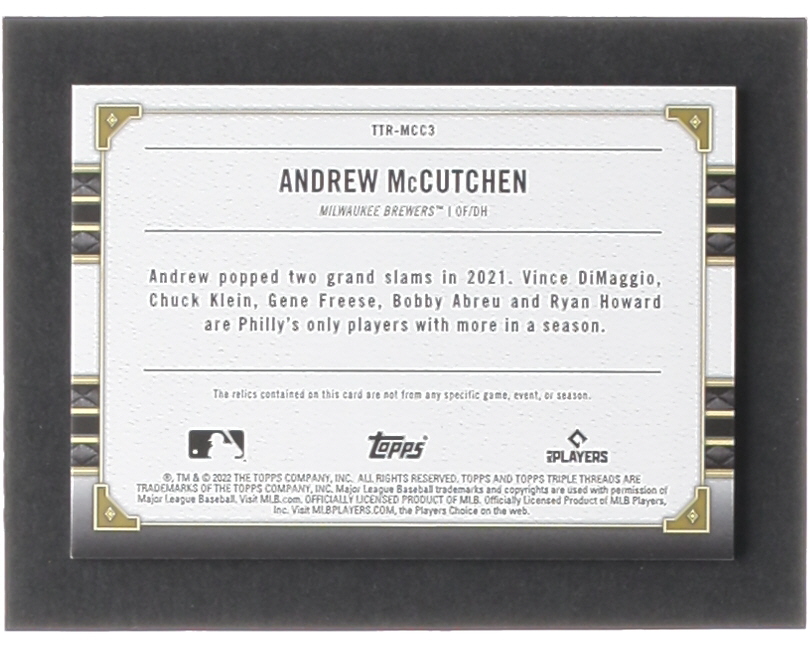 TTR-MCC3
ANDREW McCUTCHEN
MILWAUKEE BREWERS™ | OF/DH
Andrew popped two grand slams in 2021. Vince DiMaggio,
Chuck Klein, Gene Freese, Bobby Abreu and Ryan Howard
are Philly's only players with more in a season.
The relics contained on this card are not from any specific game, event, or season.
Topps®
MLBPLAYERS
®, TM & © 2022 THE TOPPS COMPANY, INC. ALL RIGHTS RESERVED. TOPPS AND TOPPS TRIPLE THREADS ARE
TRADEMARKS OF THE TOPPS COMPANY, INC. Major League Baseball trademarks and copyrights are used with permission of
Major League Baseball. Visit MLB.com. OFFICIALLY LICENSED PRODUCT OF MLB. Officially Licensed Product of MLB Players,
Inc. Visit MLBPLAYERS.COM, the Players Choice on the web.